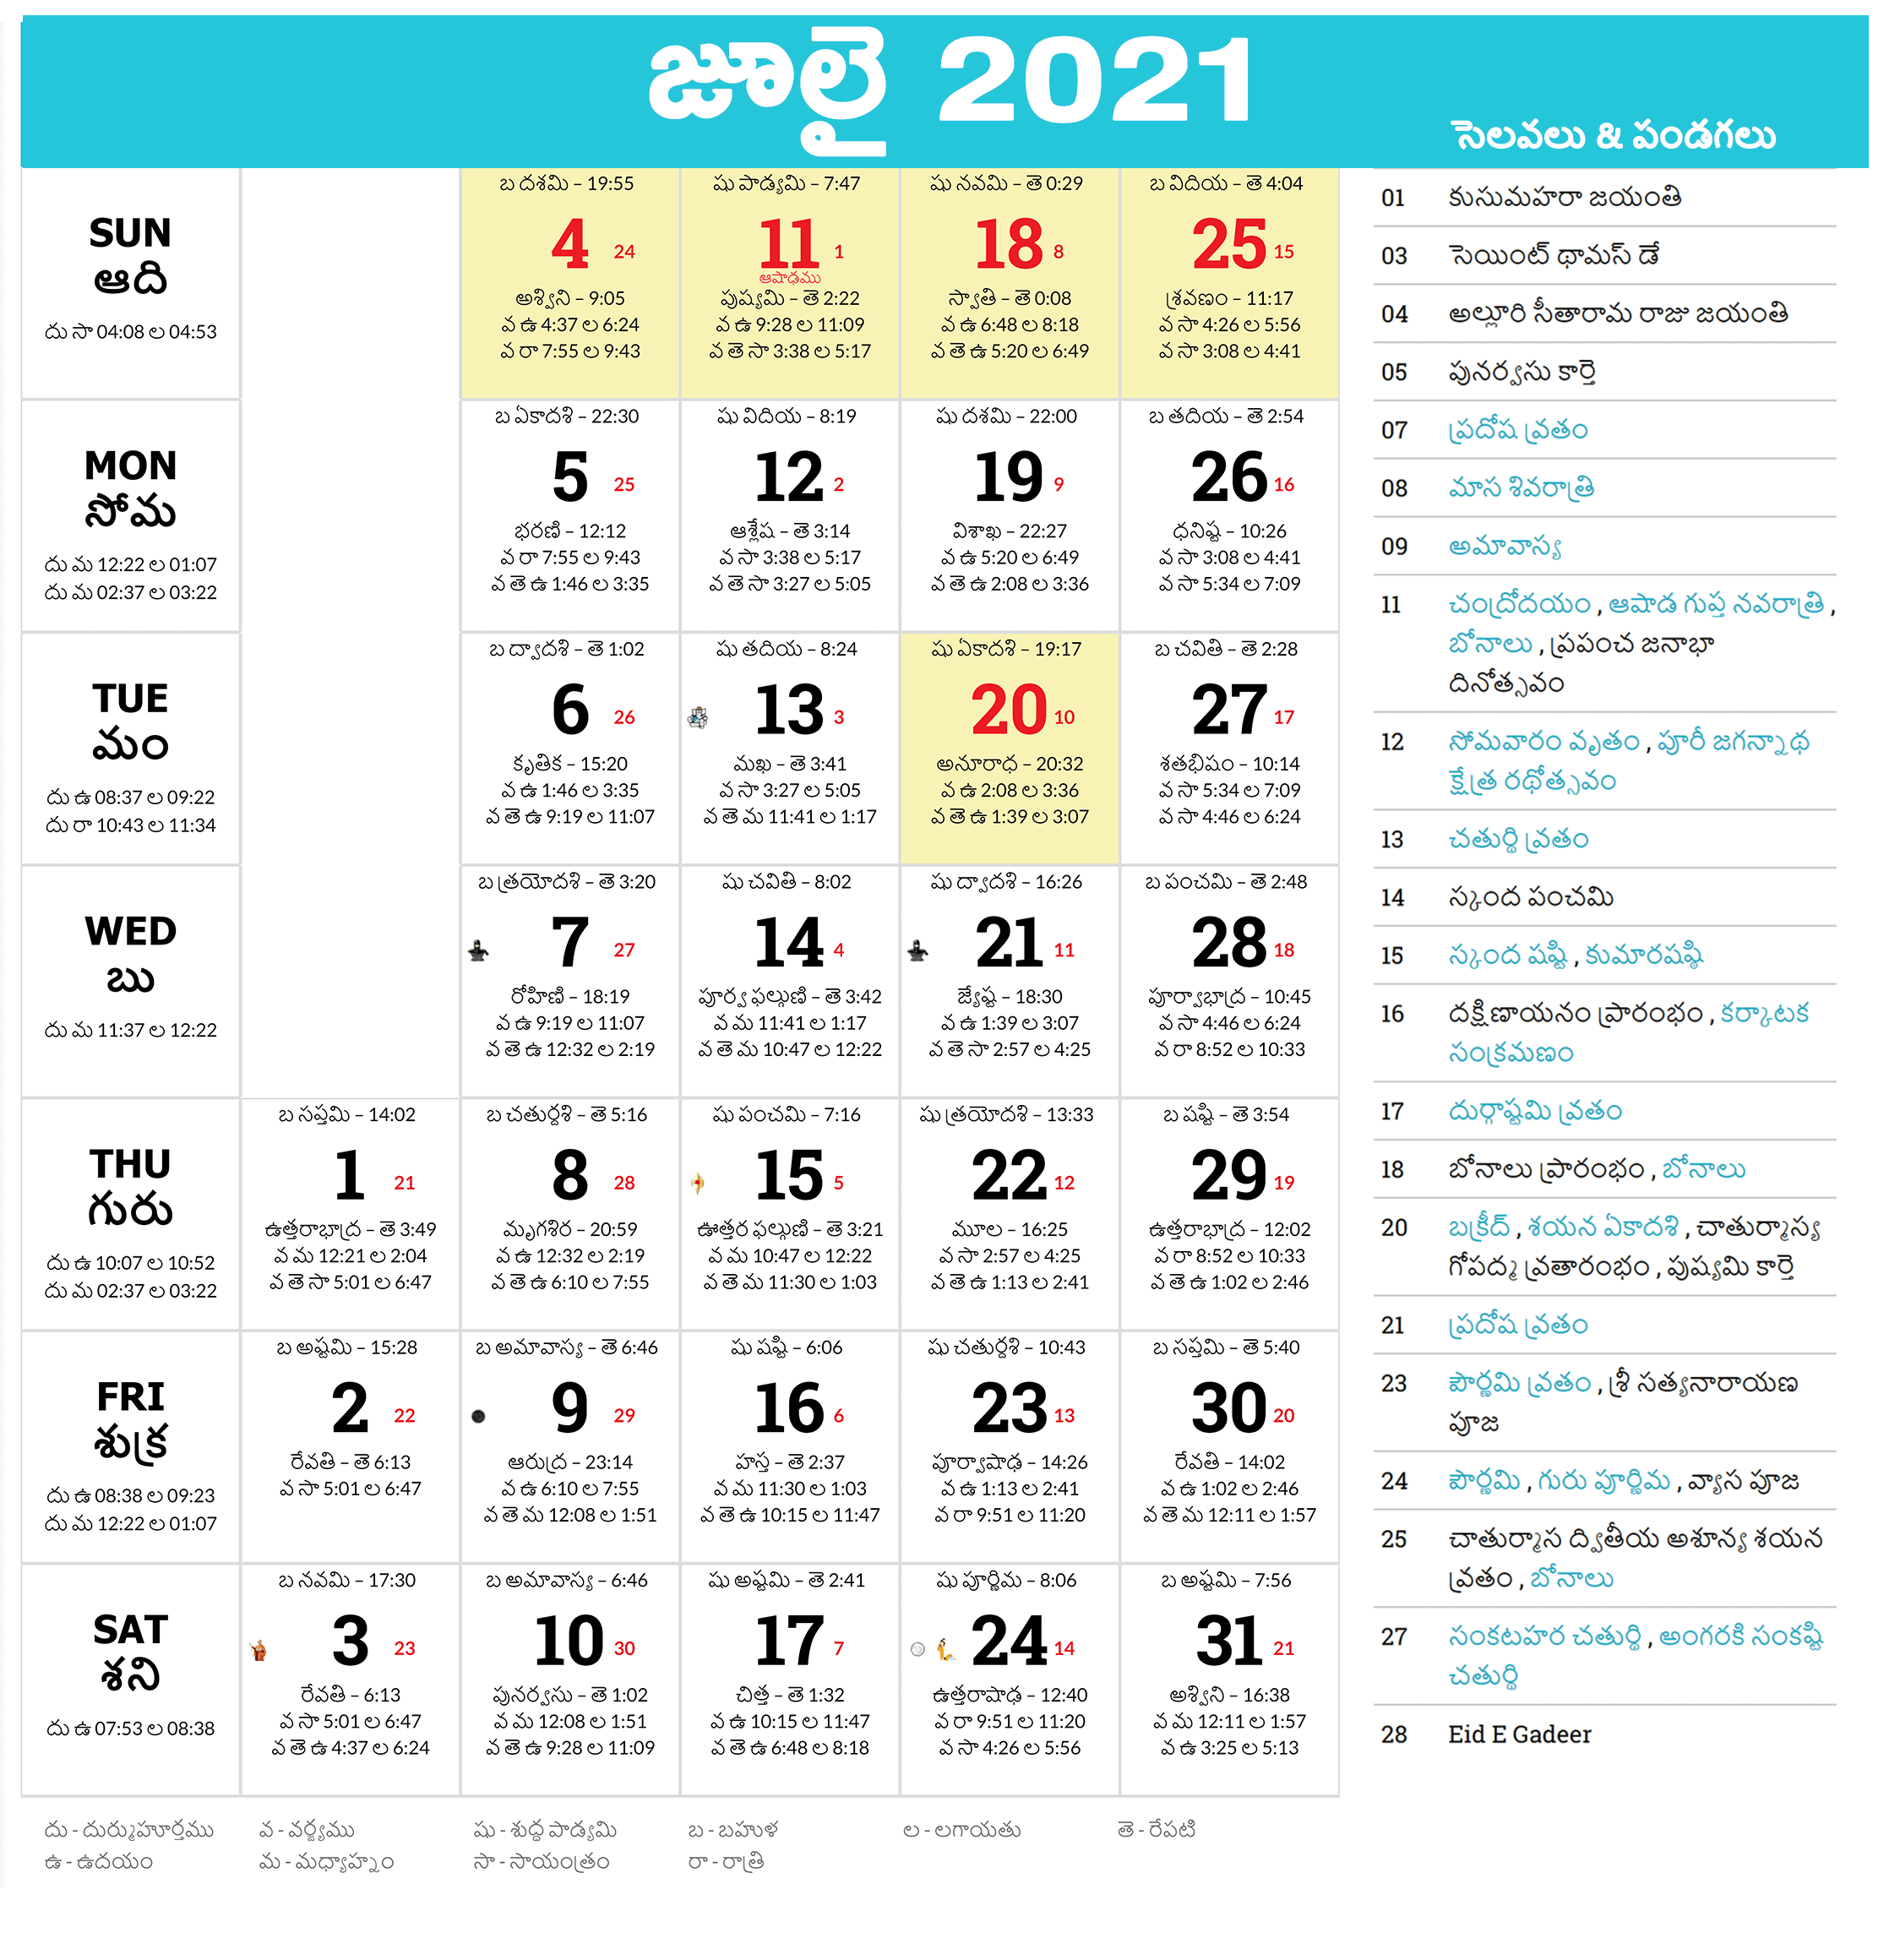 జూలై 2021
సెలవలు & పండగలు
SUN
ఆది
దు సా 04:08 ల 04:53
బ దశమి – 19:55
4 24
అశ్విని – 9:05
వ ఉ 4:37 ల 6:24
వ రా 7:55 ల 9:43
షు పాడ్యమి – 7:47
11 1
ఆషాఢము
పుష్యమి – తె 2:22
వ ఉ 9:28 ల 11:09
వ తె సా 3:38 ల 5:17
షు నవమి – తె 0:29
18 8
స్వాతి – తె 0:08
వ ఉ 6:48 ల 8:18
వ తె ఉ 5:20 ల 6:49
బ విదియ – తె 4:04
25 15
శ్రవణం – 11:17
వ సా 4:26 ల 5:56
వ సా 3:08 ల 4:41
MON
సోమ
దు మ 12:22 ల 01:07
దు మ 02:37 ల 03:22
బ ఏకాదశి – 22:30
5 25
భరణి – 12:12
వ రా 7:55 ల 9:43
వ తె ఉ 1:46 ల 3:35
షు విదియ – 8:19
12 2
ఆశ్లేష – తె 3:14
వ సా 3:38 ల 5:17
వ తె సా 3:27 ల 5:05
షు దశమి – 22:00
19 9
విశాఖ – 22:27
వ ఉ 5:20 ల 6:49
వ తె ఉ 2:08 ల 3:36
బ తదియ – తె 2:54
26 16
ధనిష్ట – 10:26
వ సా 3:08 ల 4:41
వ సా 5:34 ల 7:09
TUE
మం
దు ఉ 08:37 ల 09:22
దు రా 10:43 ల 11:34
బ ద్వాదశి – తె 1:02
6 26
కృతిక – 15:20
వ ఉ 1:46 ల 3:35
వ తె ఉ 9:19 ల 11:07
షు తదియ – 8:24
13 3
మఖ – తె 3:41
వ సా 3:27 ల 5:05
వ తె మ 11:41 ల 1:17
షు ఏకాదశి – 19:17
20 10
అనూరాధ – 20:32
వ ఉ 2:08 ల 3:36
వ తె ఉ 1:39 ల 3:07
బ చవితి – తె 2:28
27 17
శతభిషం – 10:14
వ సా 5:34 ల 7:09
వ సా 4:46 ల 6:24
WED
బు
దు మ 11:37 ల 12:22
బ త్రయోదశి – తె 3:20
7 27
రోహిణి – 18:19
వ ఉ 9:19 ల 11:07
వ తె ఉ 12:32 ల 2:19
షు చవితి – 8:02
14 4
పూర్వ ఫల్గుణి – తె 3:42
వ మ 11:41 ల 1:17
వ తె మ 10:47 ల 12:22
షు ద్వాదశి – 16:26
21 11
జ్యేష్ట – 18:30
వ ఉ 1:39 ల 3:07
వ తె సా 2:57 ల 4:25
బ పంచమి – తె 2:48
28 18
పూర్వాభాద్ర – 10:45
వ సా 4:46 ల 6:24
వ రా 8:52 ల 10:33
THU
గురు
దు ఉ 10:07 ల 10:52
దు మ 02:37 ల 03:22
బ సప్తమి – 14:02
1 21
ఉత్తరాభాద్ర – తె 3:49
వ మ 12:21 ల 2:04
వ తె సా 5:01 ల 6:47
బ చతుర్దశి – తె 5:16
8 28
మృగశిర – 20:59
వ ఉ 12:32 ల 2:19
వ తె ఉ 6:10 ల 7:55
షు పంచమి – 7:16
15 5
ఊత్తర ఫల్గుణి – తె 3:21
వ మ 10:47 ల 12:22
వ తె మ 11:30 ల 1:03
షు త్రయోదశి – 13:33
22 12
మూల – 16:25
వ సా 2:57 ల 4:25
వ తె ఉ 1:13 ల 2:41
బ షష్టి – తె 3:54
29 19
ఉత్తరాభాద్ర – 12:02
వ రా 8:52 ల 10:33
వ తె ఉ 1:02 ల 2:46
FRI
శుక్ర
దు ఉ 08:38 ల 09:23
దు మ 12:22 ల 01:07
బ అష్టమి – 15:28
2 22
రేవతి – తె 6:13
వ సా 5:01 ల 6:47
బ అమావాస్య – తె 6:46
9 29
ఆరుద్ర – 23:14
వ ఉ 6:10 ల 7:55
వ తె మ 12:08 ల 1:51
షు షష్టి – 6:06
16 6
హస్త – తె 2:37
వ మ 11:30 ల 1:03
వ తె ఉ 10:15 ల 11:47
షు చతుర్దశి – 10:43
23 13
పూర్వాషాఢ – 14:26
వ ఉ 1:13 ల 2:41
వ రా 9:51 ల 11:20
బ సప్తమి – తె 5:40
30 20
రేవతి – 14:02
వ ఉ 1:02 ల 2:46
వ తె మ 12:11 ల 1:57
SAT
శని
దు ఉ 07:53 ల 08:38
బ నవమి – 17:30
3 23
రేవతి – 6:13
వ సా 5:01 ల 6:47
వ తె ఉ 4:37 ల 6:24
బ అమావాస్య – 6:46
10 30
పునర్వసు – తె 1:02
వ మ 12:08 ల 1:51
వ తె ఉ 9:28 ల 11:09
షు అష్టమి – తె 2:41
17 7
చిత్త – తె 1:32
వ ఉ 10:15 ల 11:47
వ తె ఉ 6:48 ల 8:18
షు పూర్ణిమ – 8:06
24 14
ఉత్తరాషాఢ – 12:40
వ రా 9:51 ల 11:20
వ సా 4:26 ల 5:56
బ అష్టమి – 7:56
31 21
అశ్విని – 16:38
వ మ 12:11 ల 1:57
వ ఉ 3:25 ల 5:13
01 కుసుమహరా జయంతి
03 సెయింట్ థామస్ డే
04 అల్లూరి సీతారామ రాజు జయంతి
05 పునర్వసు కార్తె
07 ప్రదోష వ్రతం
08 మాస శివరాత్రి
09 అమావాస్య
11 చంద్రోదయం , ఆషాడ గుప్త నవరాత్రి ,
బోనాలు , ప్రపంచ జనాభా
దినోత్సవం
12 సోమవారం వృతం , పూరీ జగన్నాథ
క్షేత్ర రథోత్సవం
13 చతుర్థి వ్రతం
14 స్కంద పంచమి
15 స్కంద షష్టి , కుమారషష్ఠి
16 దక్షిణాయనం ప్రారంభం , కర్కాటక
సంక్రమణం
17 దుర్గాష్టమి వ్రతం
18 బోనాలు ప్రారంభం , బోనాలు
20 బక్రీద్ , శయన ఏకాదశి , చాతుర్మాస్య
గోపద్మ వ్రతారంభం , పుష్యమి కార్తె
21 ప్రదోష వ్రతం
23 పౌర్ణమి వ్రతం , శ్రీ సత్యనారాయణ
పూజ
24 పౌర్ణమి , గురు పూర్ణిమ , వ్యాస పూజ
25 చాతుర్మాస ద్వితీయ అశూన్య శయన
వ్రతం , బోనాలు
27 సంకటహర చతుర్థి , అంగరకి సంకష్టి
చతుర్థి
28 Eid E Gadeer
దు - దుర్ముహూర్తము వ - వర్జ్యము షు - శుద్ధ పాడ్యమి బ - బహుళ ల - లగాయతు తె - రేపటి
ఉ - ఉదయం మ - మధ్యాహ్నం సా - సాయంత్రం రా - రాత్రి